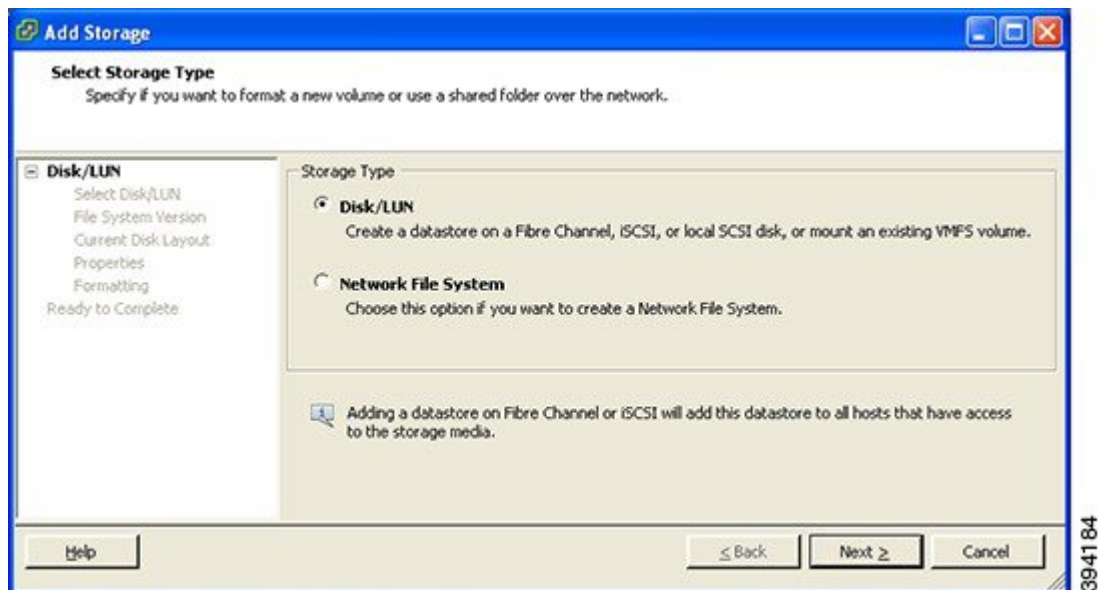 Add Storage
Select Storage Type
Specify if you want to format a new volume or use a shared folder over the network.
Disk/LUN
Select Disk/LUN
File System Version
Current Disk Layout
Properties
Formatting
Ready to Complete
Storage Type
Disk/LUN
Create a datastore on a Fibre Channel, iSCSI, or local SCSI disk, or mount an existing VMFS volume.
Network File System
Choose this option if you want to create a Network File System.
Adding a datastore on Fibre Channel or iSCSI will add this datastore to all hosts that have access
to the storage media.
Help
≤ Back
Next ≥
Cancel
394184